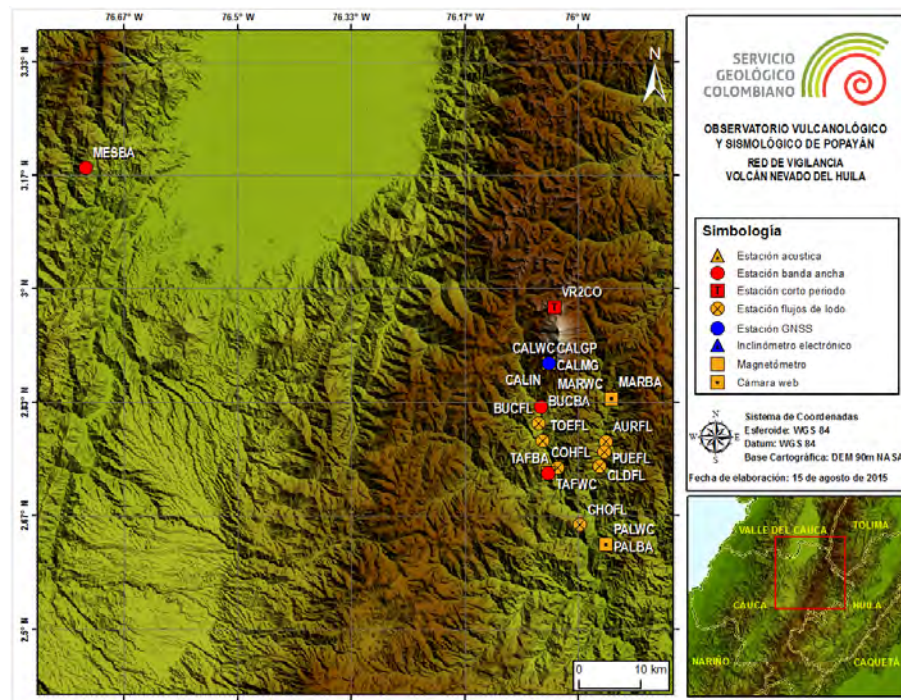 76.67° W
76.5° W
76.33° W
76.17° W
76° W
3.33° N
3.17° N
3° N
2.83° N
2.67° N
2.5° N
N
MESBA
VR2CO
CALWC
CALGP
CALMG
CALIN
MARWC
MARBA
BUCFL
BUCBA
TOEFL
AURFL
COHFL
PUEFL
TAFBA
CLDFL
TAFWC
GHOFL
PALWC
PALBA
0 10 km
SERVICIO
GEOLÓGICO
COLOMBIANO
OBSERVATORIO VULCANOLÓGICO
Y SISMOLÓGICO DE POPAYÁN
RED DE VIGILANCIA
VOLCÁN NEVADO DEL HUILA
Simbología
Estación acustica
Estación banda ancha
T Estación corto periodo
Estación flujos de lodo
Estación GNSS
Inclinómetro electrónico
Magnetómetro
Cámara web
N
W E
S
Sistema de Coordenadas
Esferoide: WGS 84
Datum: WGS 84
Base Cartográfica: DEM 90m NASA
Fecha de elaboración: 15 de agosto de 2015
VALLE DEL CAUCA
TOLIMA
CAUCA
HUILA
NARIÑO
CAQUETÁ